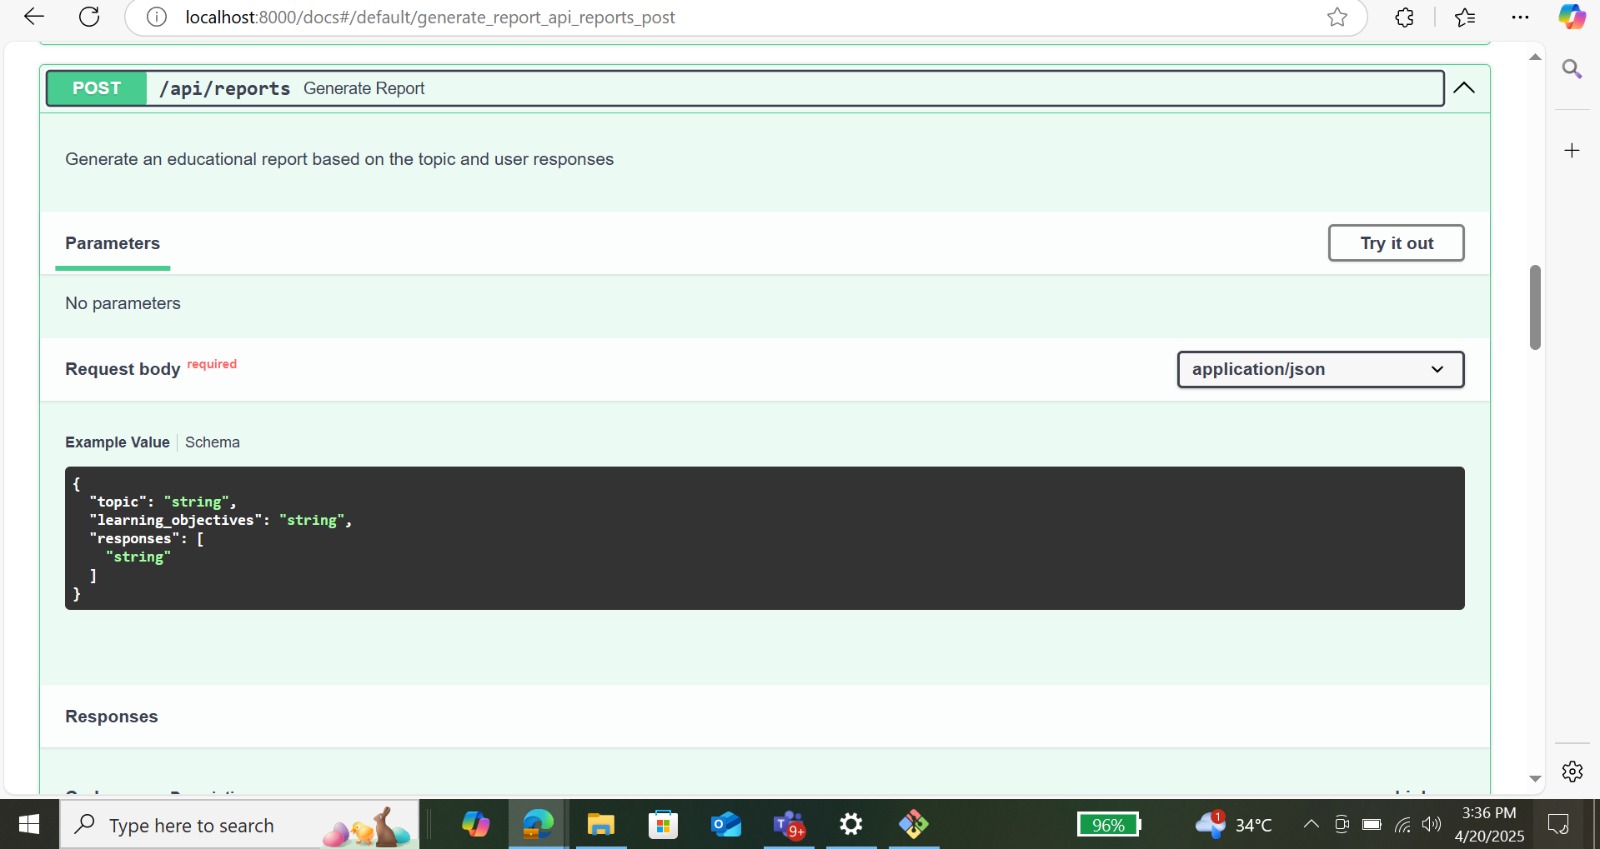 localhost:8000/docs#/default/generate_report_api_reports_post
POST /api/reports Generate Report
Generate an educational report based on the topic and user responses
Parameters
Try it out
No parameters
Request body required
application/json
Example Value Schema
{
"topic": "string",
"learning_objectives": "string",
"responses": [
"string"
]
}
Responses
Type here to search
9+
96%
1
34°C
3:36 PM
4/20/2025